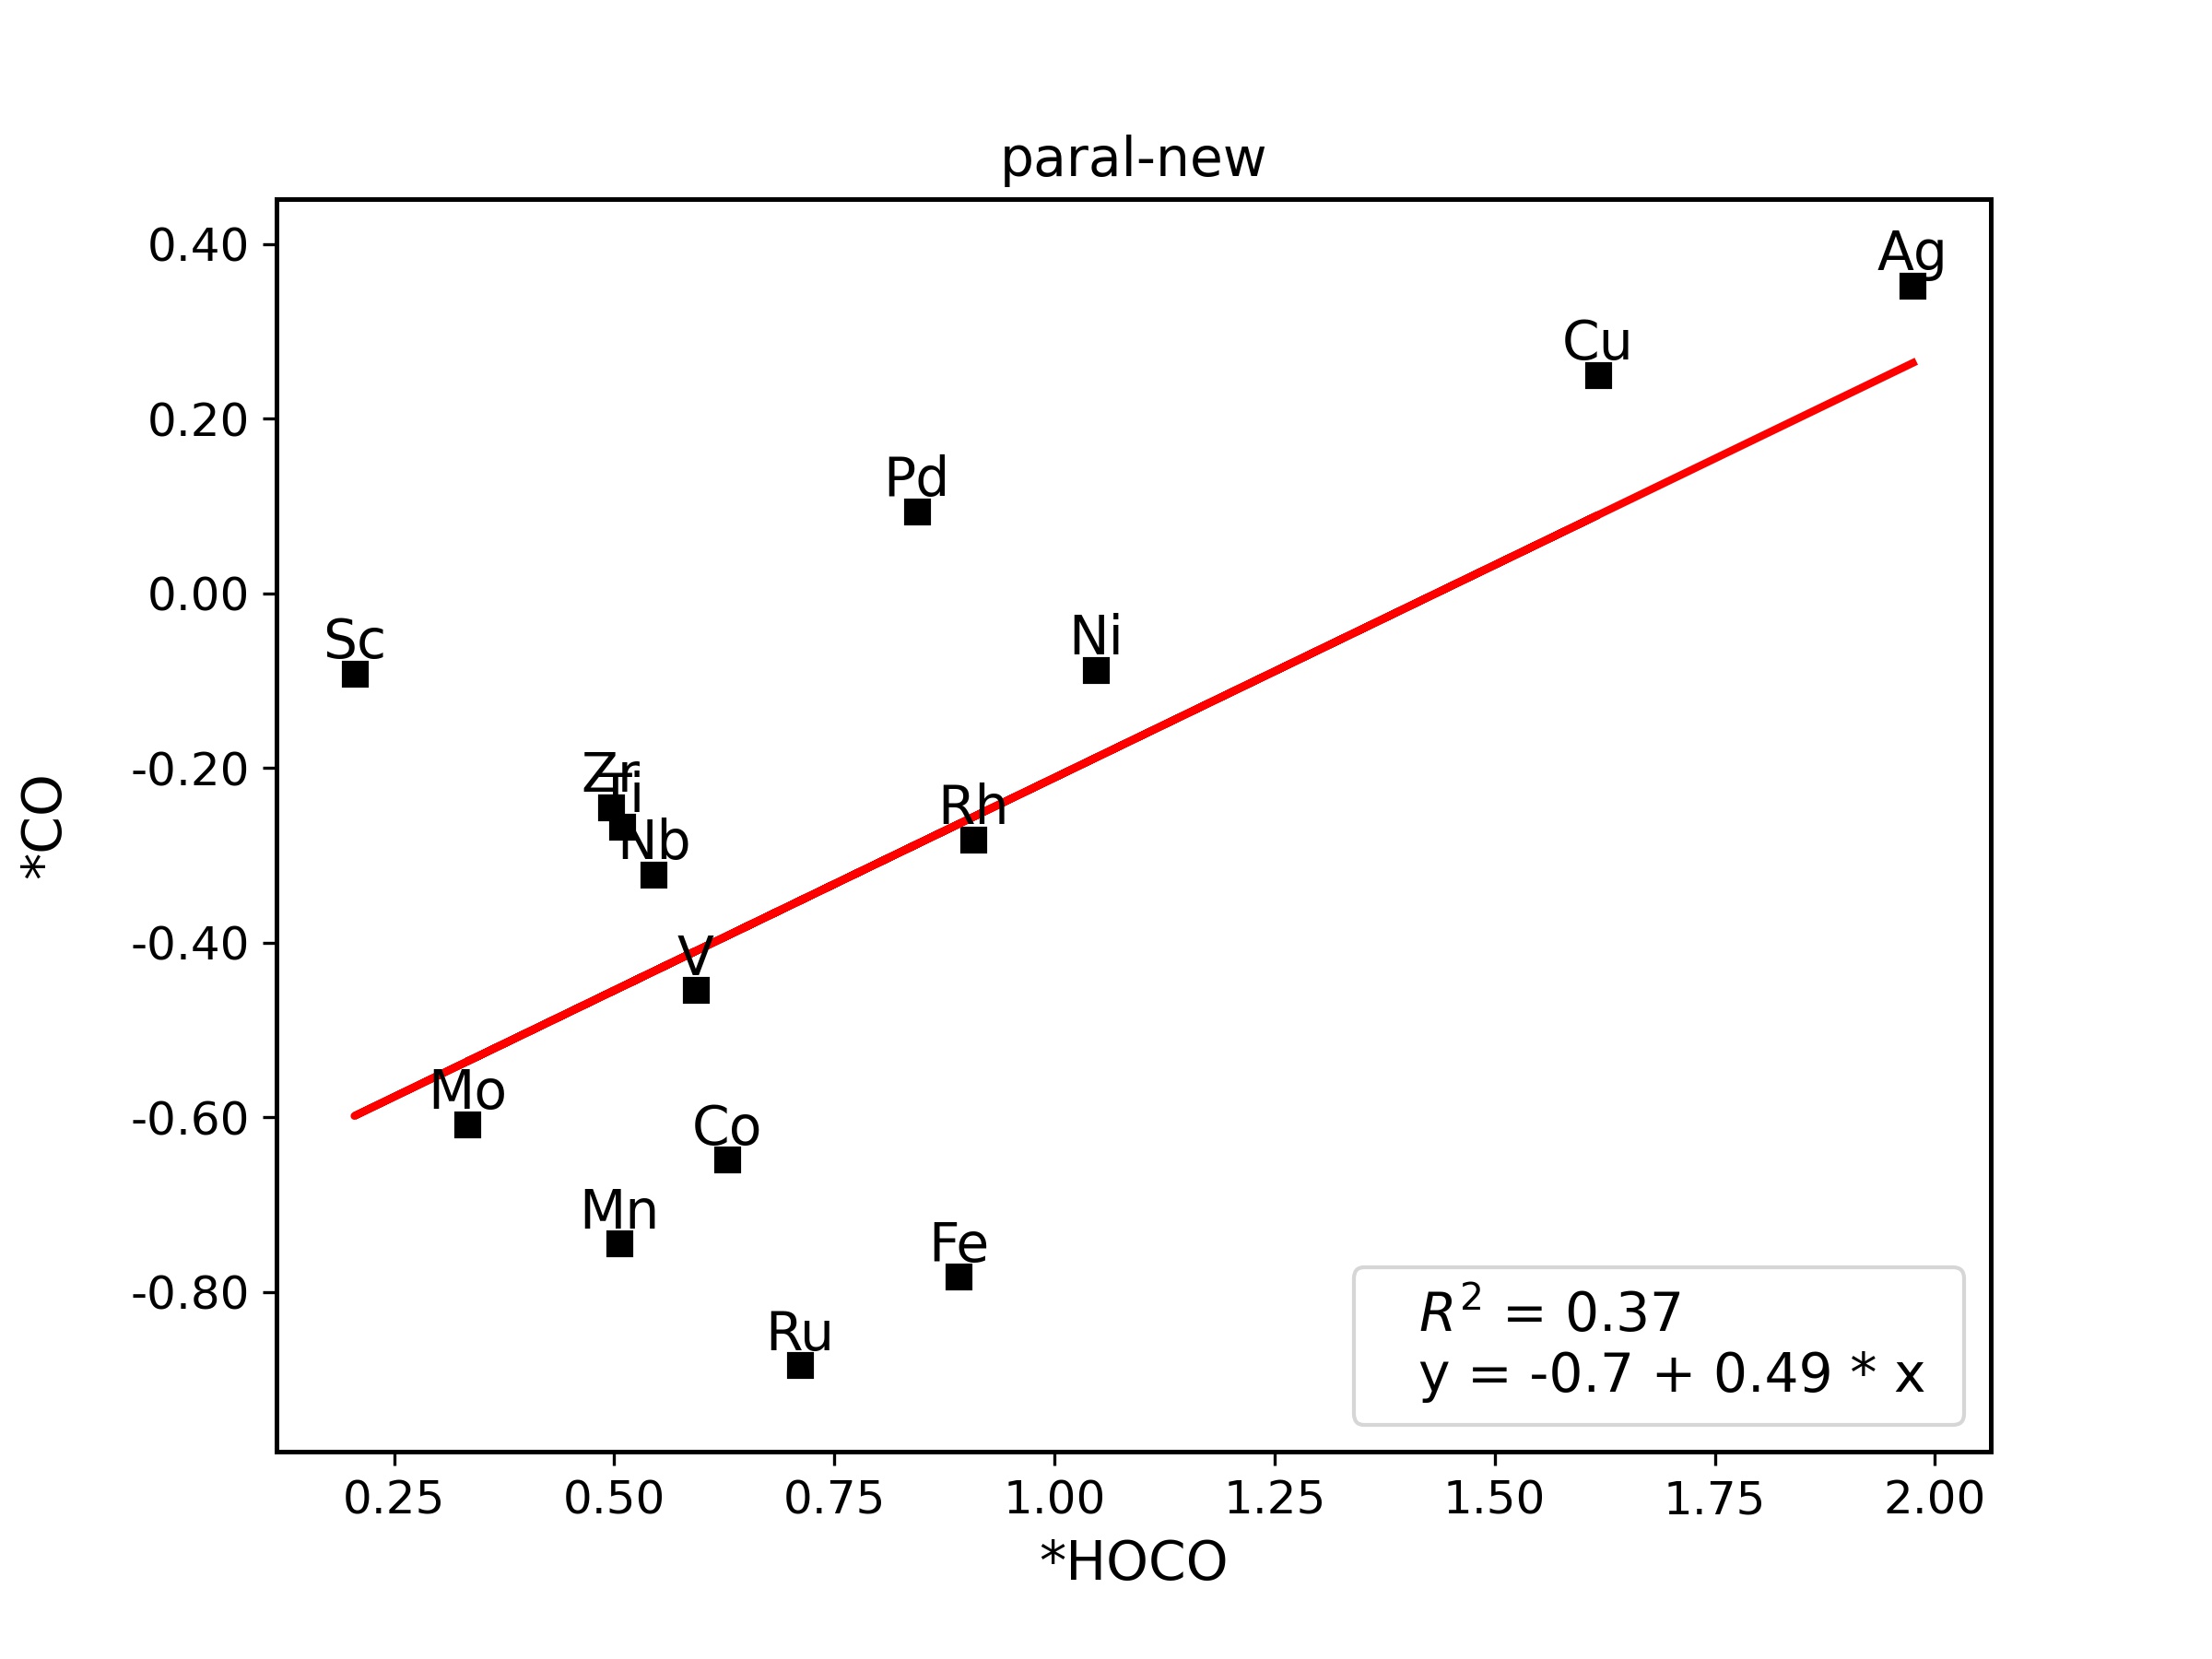 paral-new
0.40
0.20
0.00
-0.20
-0.40
-0.60
-0.80
*CO
Ag
Cu
Pd
Ni
Sc
Zr
Ti
Nb
Rh
V
Mo
Co
Mn
Fe
Ru
R² = 0.37
y = -0.7 + 0.49 * x
0.25 0.50 0.75 1.00 1.25 1.50 1.75 2.00
*HOCO